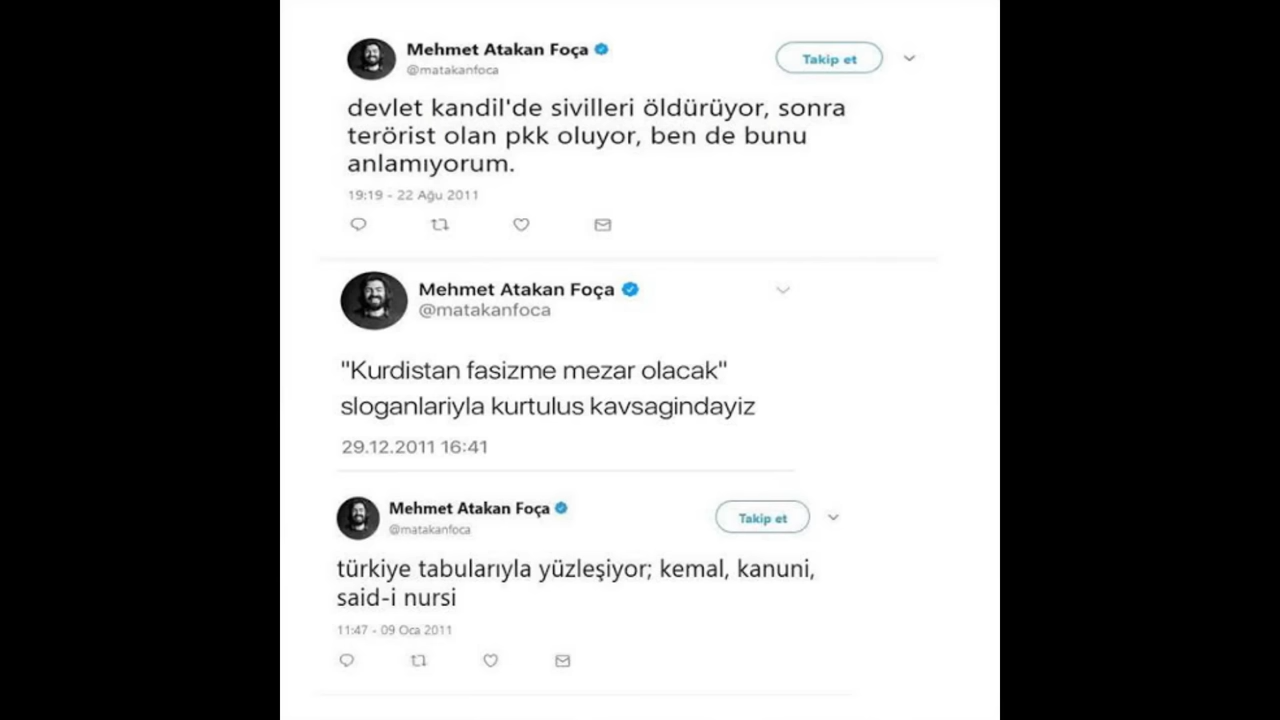 Mehmet Atakan Foça
@matakanfoca
Takip et
devlet kandil'de sivilleri öldürüyor, sonra
terörist olan pkk oluyor, ben de bunu
anlamıyorum.
19:19 - 22 Ağu 2011
Mehmet Atakan Foça
@matakanfoca
"Kurdistan fasizme mezar olacak"
sloganlariyla kurtulus kavsagindayiz
29.12.2011 16:41
Mehmet Atakan Foça
@matakanfoca
Takip et
türkiye tabularıyla yüzleşiyor; kemal, kanuni,
said-i nursi
11:47 - 09 Oca 2011